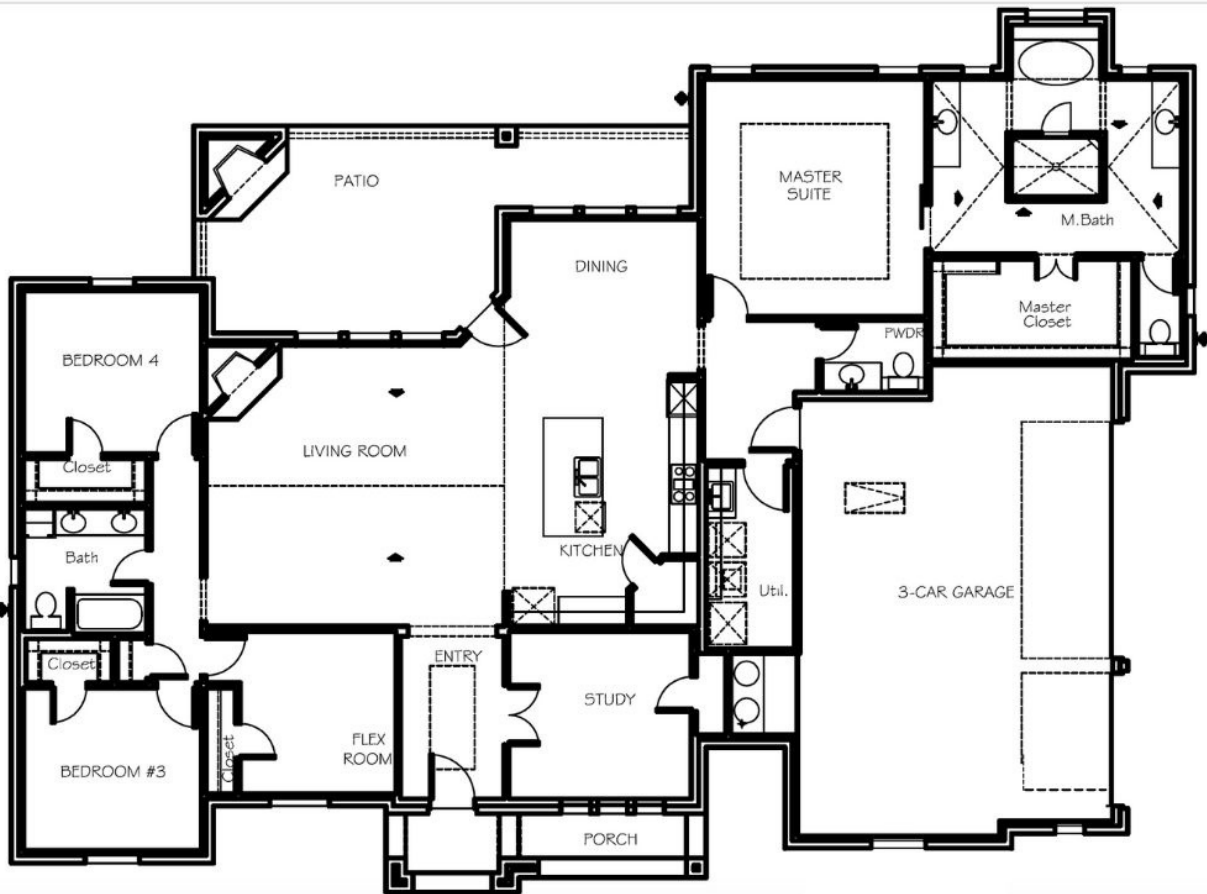 MASTER
SUITE
PATIO
M.Bath
DINING
Master
Closet
PWDR
BEDROOM 4
LIVING ROOM
Closet
KITCHEN
Bath
Util.
3-CAR GARAGE
ENTRY
Closet
STUDY
FLEX
ROOM
Closet
BEDROOM #3
PORCH